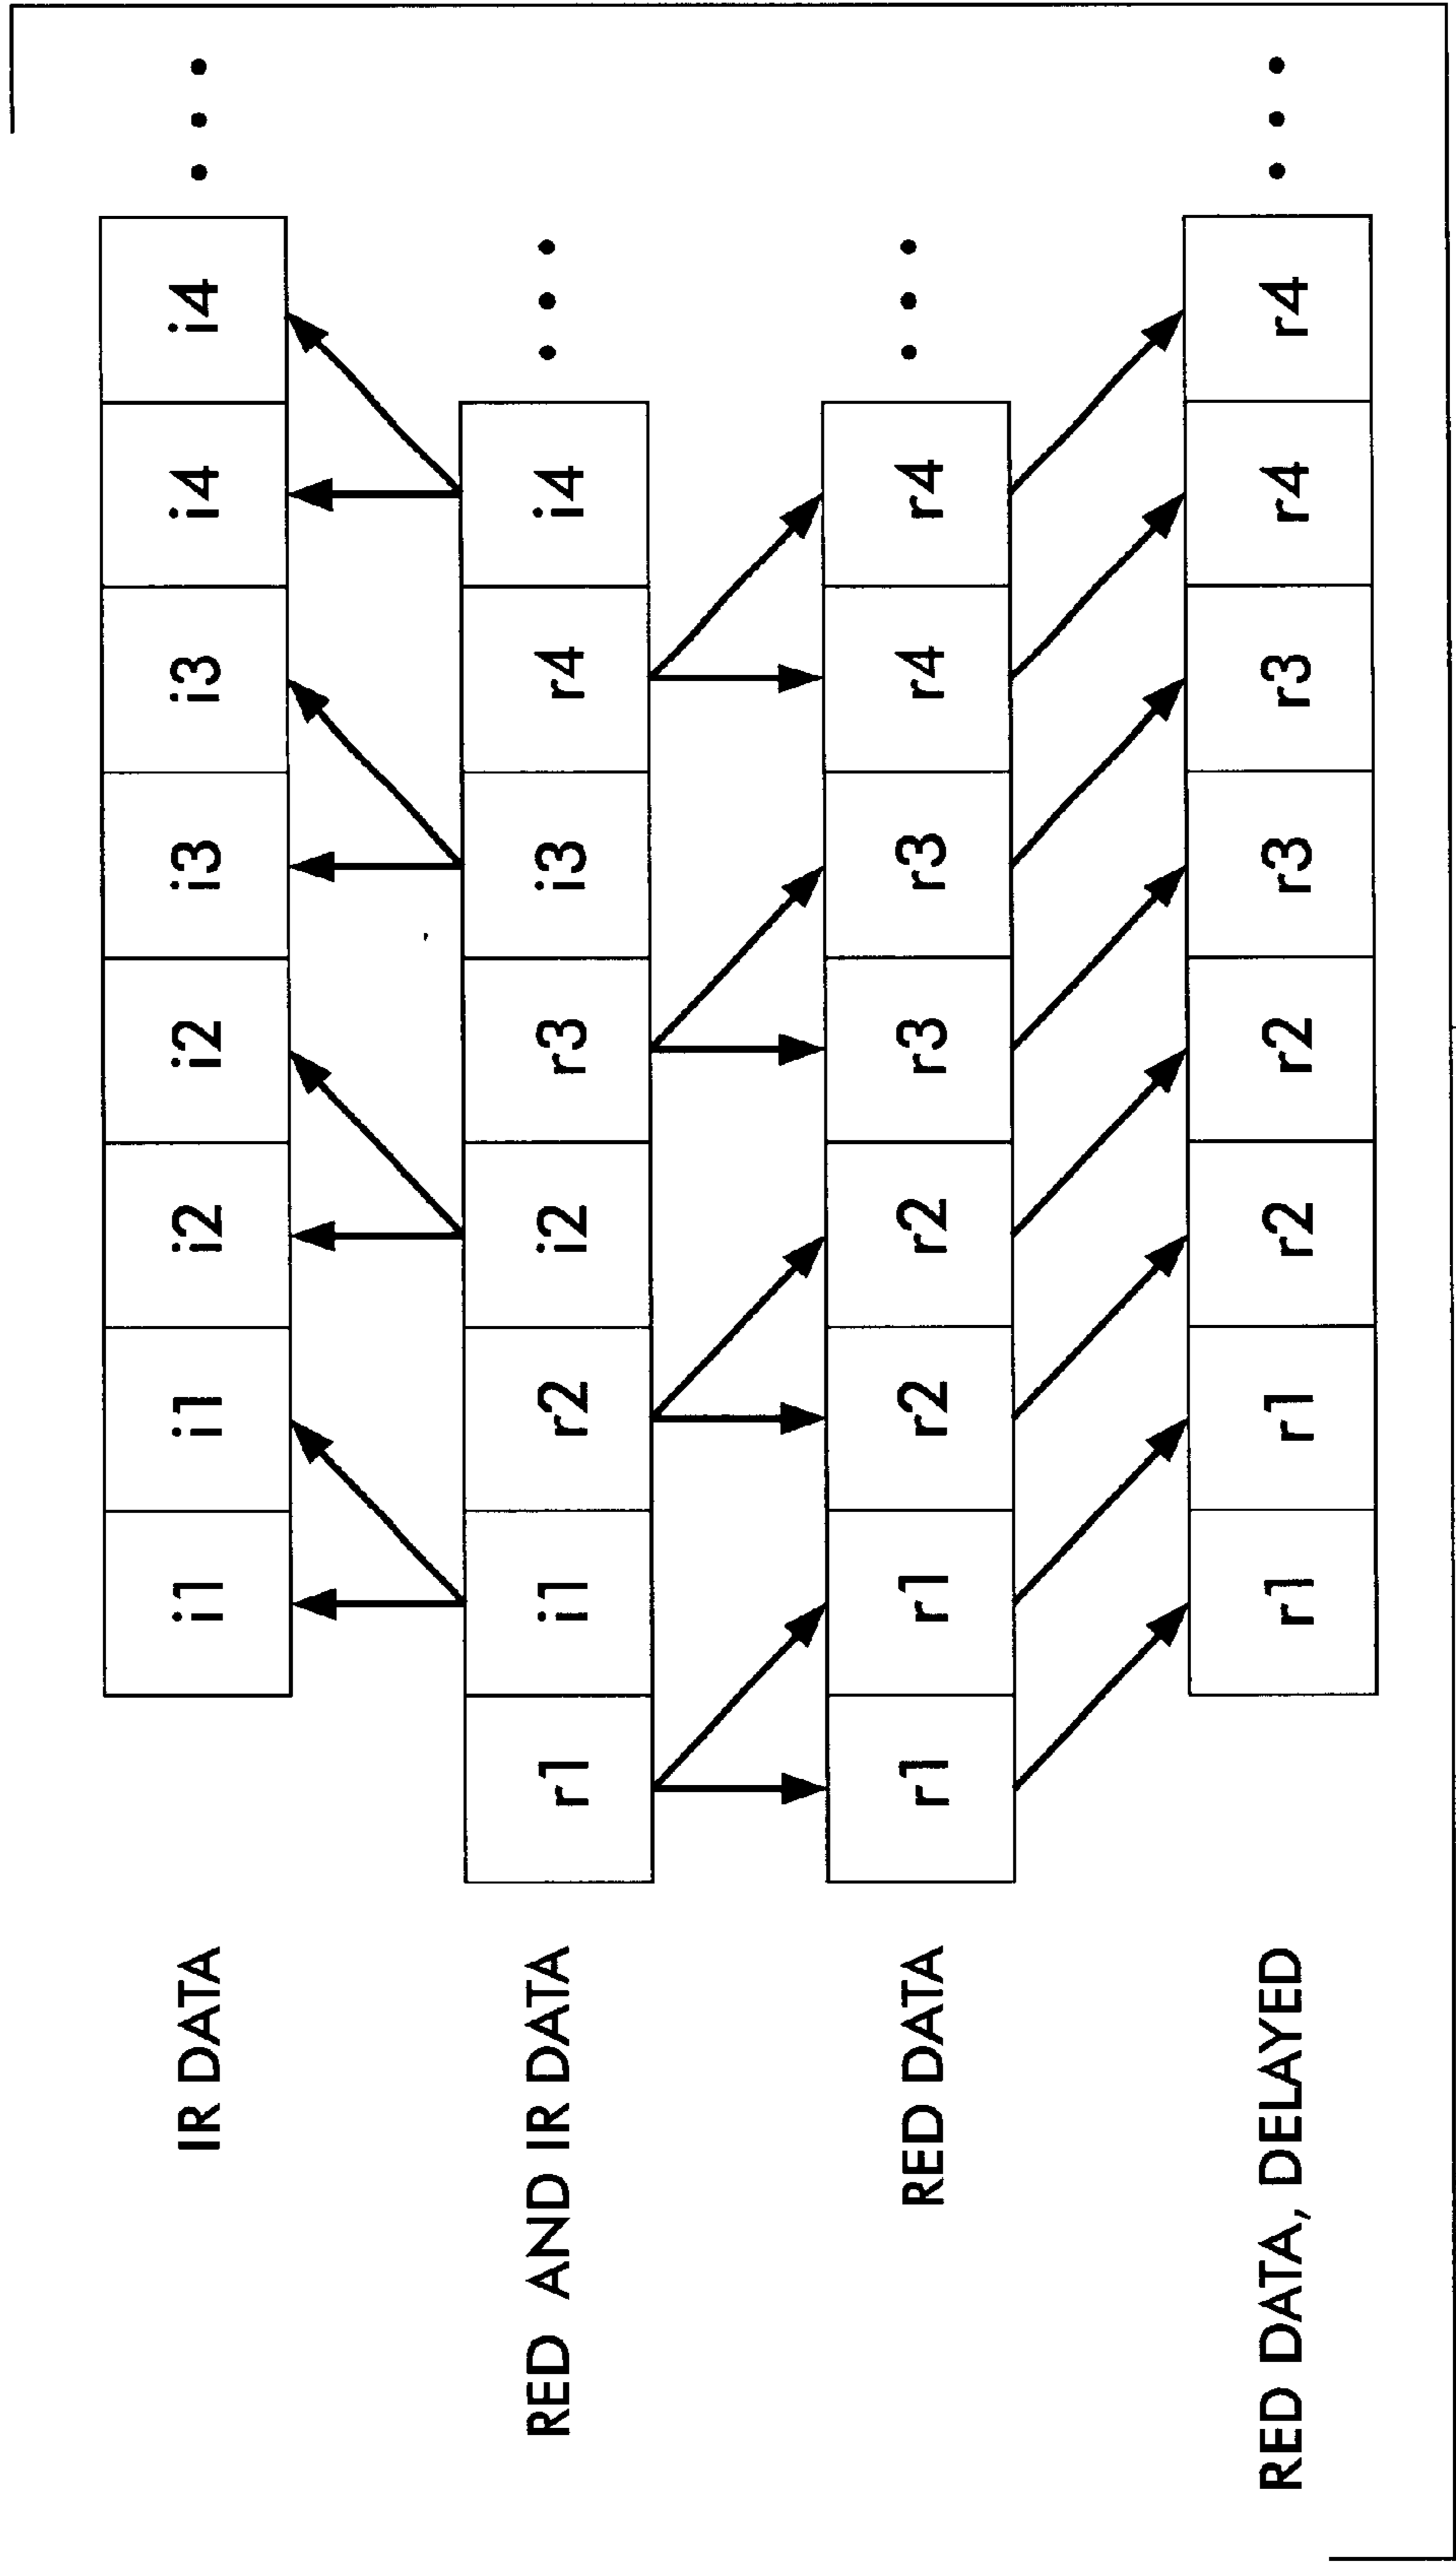 IR DATA i1 i1 i2 i2 i3 i3 i4 i4
RED AND IR DATA r1 i1 r2 i2 r3 i3 r4 i4
RED DATA r1 r1 r2 r2 r3 r3 r4 r4
RED DATA, DELAYED r1 r1 r2 r2 r3 r3 r4 r4